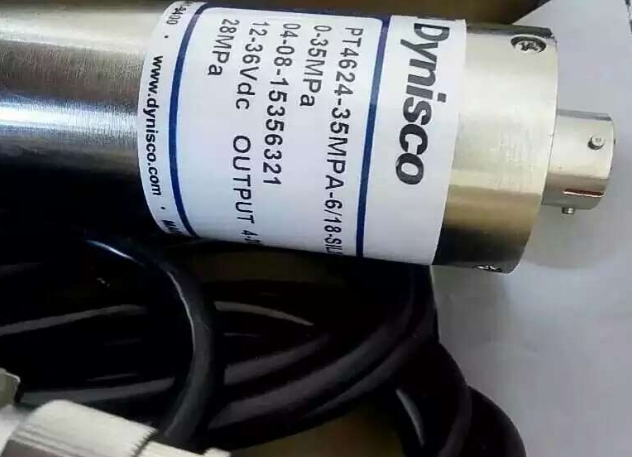 Dynisco
PT4624-35MPA-6/18-SIL
0-35MPa
04-08-15356321
12-36Vdc OUTPUT 4-
28MPa
www.dynisco.com